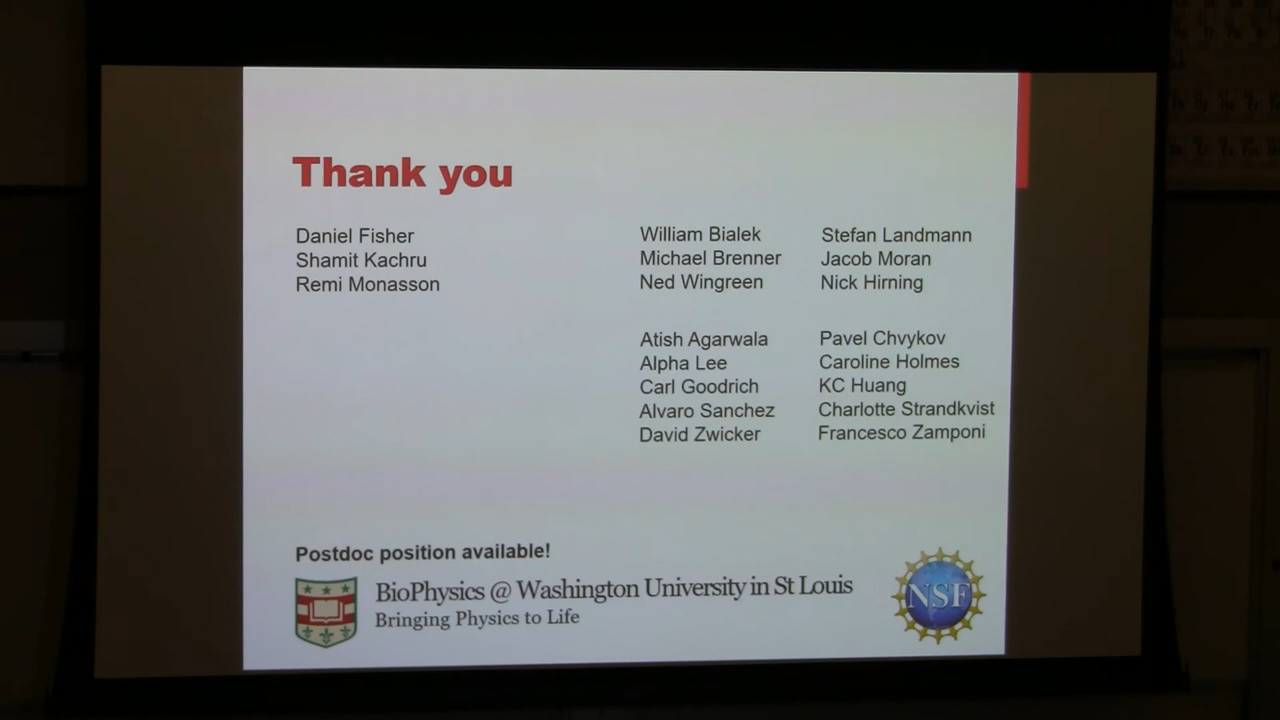 Thank you
Daniel Fisher
Shamit Kachru
Remi Monasson
William Bialek
Michael Brenner
Ned Wingreen
Stefan Landmann
Jacob Moran
Nick Hirning
Atish Agarwala
Alpha Lee
Carl Goodrich
Alvaro Sanchez
David Zwicker
Pavel Chvykov
Caroline Holmes
KC Huang
Charlotte Strandkvist
Francesco Zamponi
Postdoc position available!
BioPhysics @ Washington University in St Louis
Bringing Physics to Life
NSF